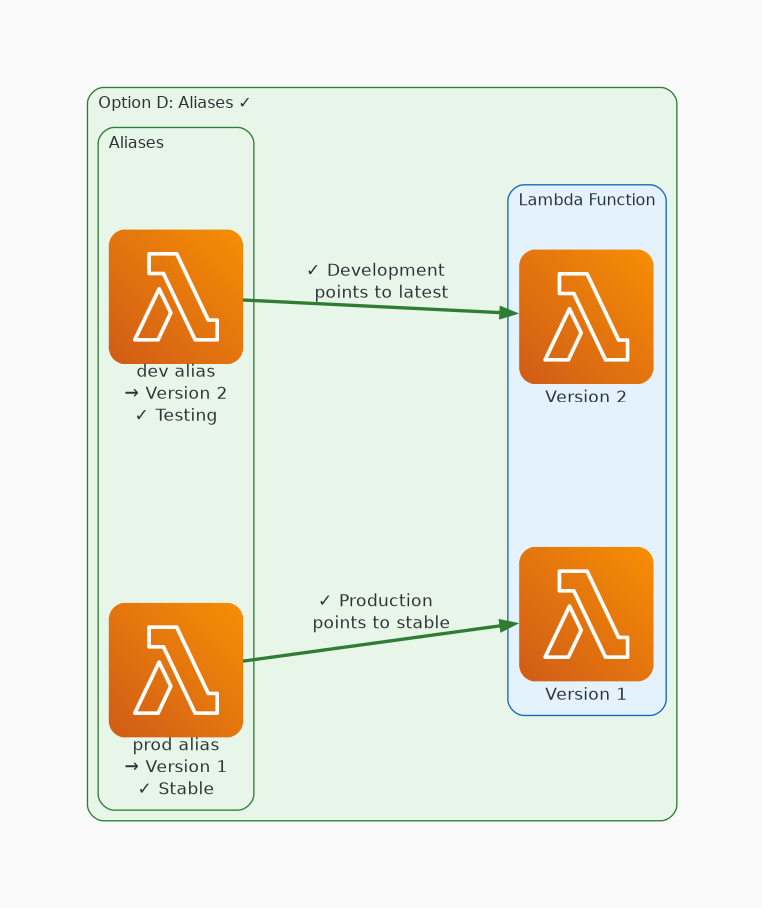 Option D: Aliases ✓
Aliases
Lambda Function
✓ Development
points to latest
dev alias
→ Version 2
✓ Testing
Version 2
✓ Production
points to stable
Version 1
prod alias
→ Version 1
✓ Stable